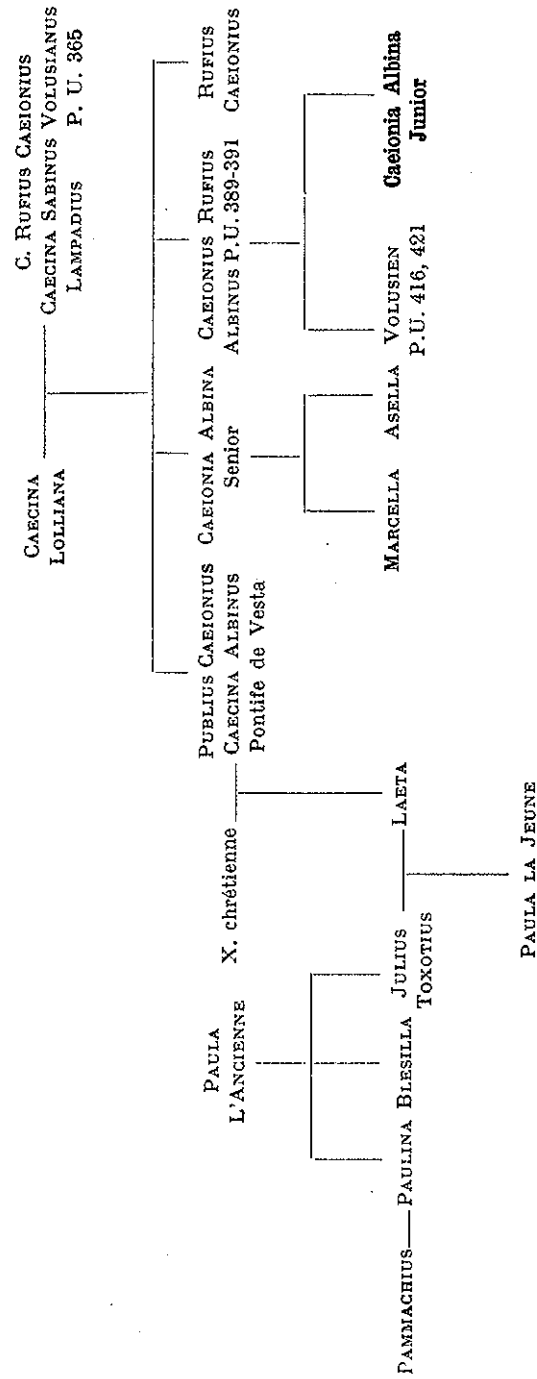 CAECINA
LOLLIANA
C. RUFIUS CAEIONIUS
CAECINA SABINUS VOLUSIANUS
LAMPADIUS P. U. 365
PAULA
L'ANCIENNE
X. chrétienne
PUBLIUS CAEIONIUS
CAECINA ALBINUS
Pontife de Vesta
CAEIONIA ALBINA
Senior
CAEIONIUS RUFIUS
ALBINUS P.U. 389-391
RUFIUS
CAEIONIUS
PAMMACHIUS
PAULINA
BLESILLA
JULIUS
TOXOTIUS
LAETA
MARCELLA
ASELLA
VOLUSIEN
P.U. 416, 421
Caeionia Albina
Junior
PAULA LA JEUNE